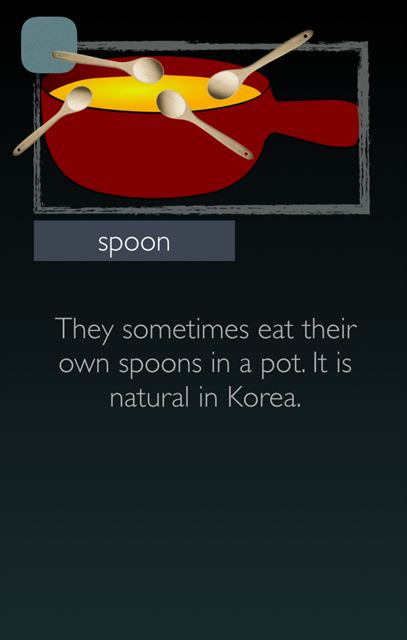 spoon
They sometimes eat their
own spoons in a pot. It is
natural in Korea.